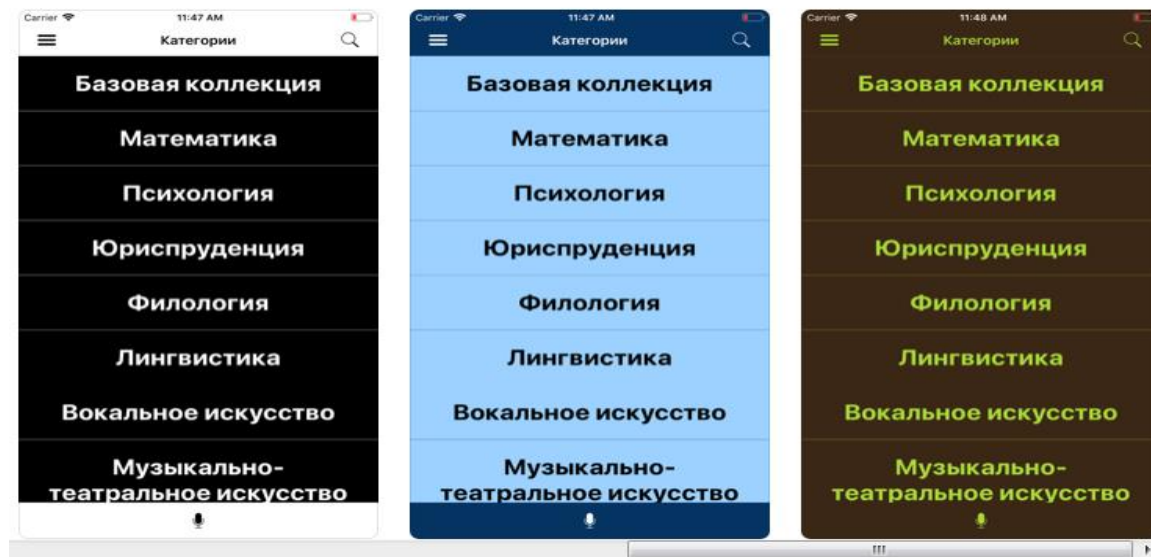 Carrier 11:47 AM
Категории
Базовая коллекция
Математика
Психология
Юриспруденция
Филология
Лингвистика
Вокальное искусство
Музыкально-
театральное искусство
Carrier 11:47 AM
Категории
Базовая коллекция
Математика
Психология
Юриспруденция
Филология
Лингвистика
Вокальное искусство
Музыкально-
театральное искусство
Carrier 11:48 AM
Категории
Базовая коллекция
Математика
Психология
Юриспруденция
Филология
Лингвистика
Вокальное искусство
Музыкально-
театральное искусство